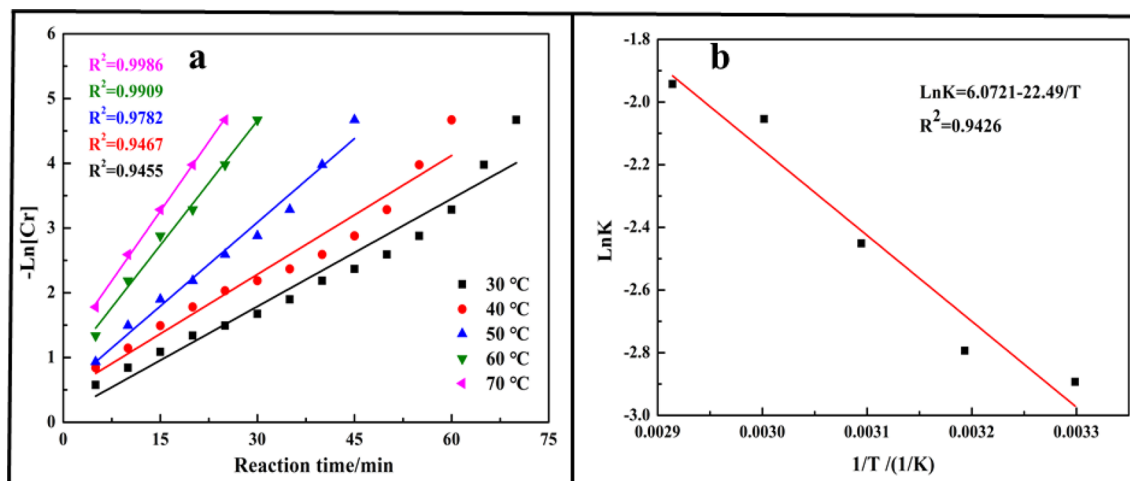 a
R²=0.9986
R²=0.9909
R²=0.9782
R²=0.9467
R²=0.9455
6
5
4
3
2
1
0
-Ln[Cr]
30 °C
40 °C
50 °C
60 °C
70 °C
0 15 30 45 60 75
Reaction time/min
b
LnK=6.0721-22.49/T
R²=0.9426
-1.8
-2.0
-2.2
-2.4
-2.6
-2.8
-3.0
LnK
0.0029 0.0030 0.0031 0.0032 0.0033
1/T /(1/K)